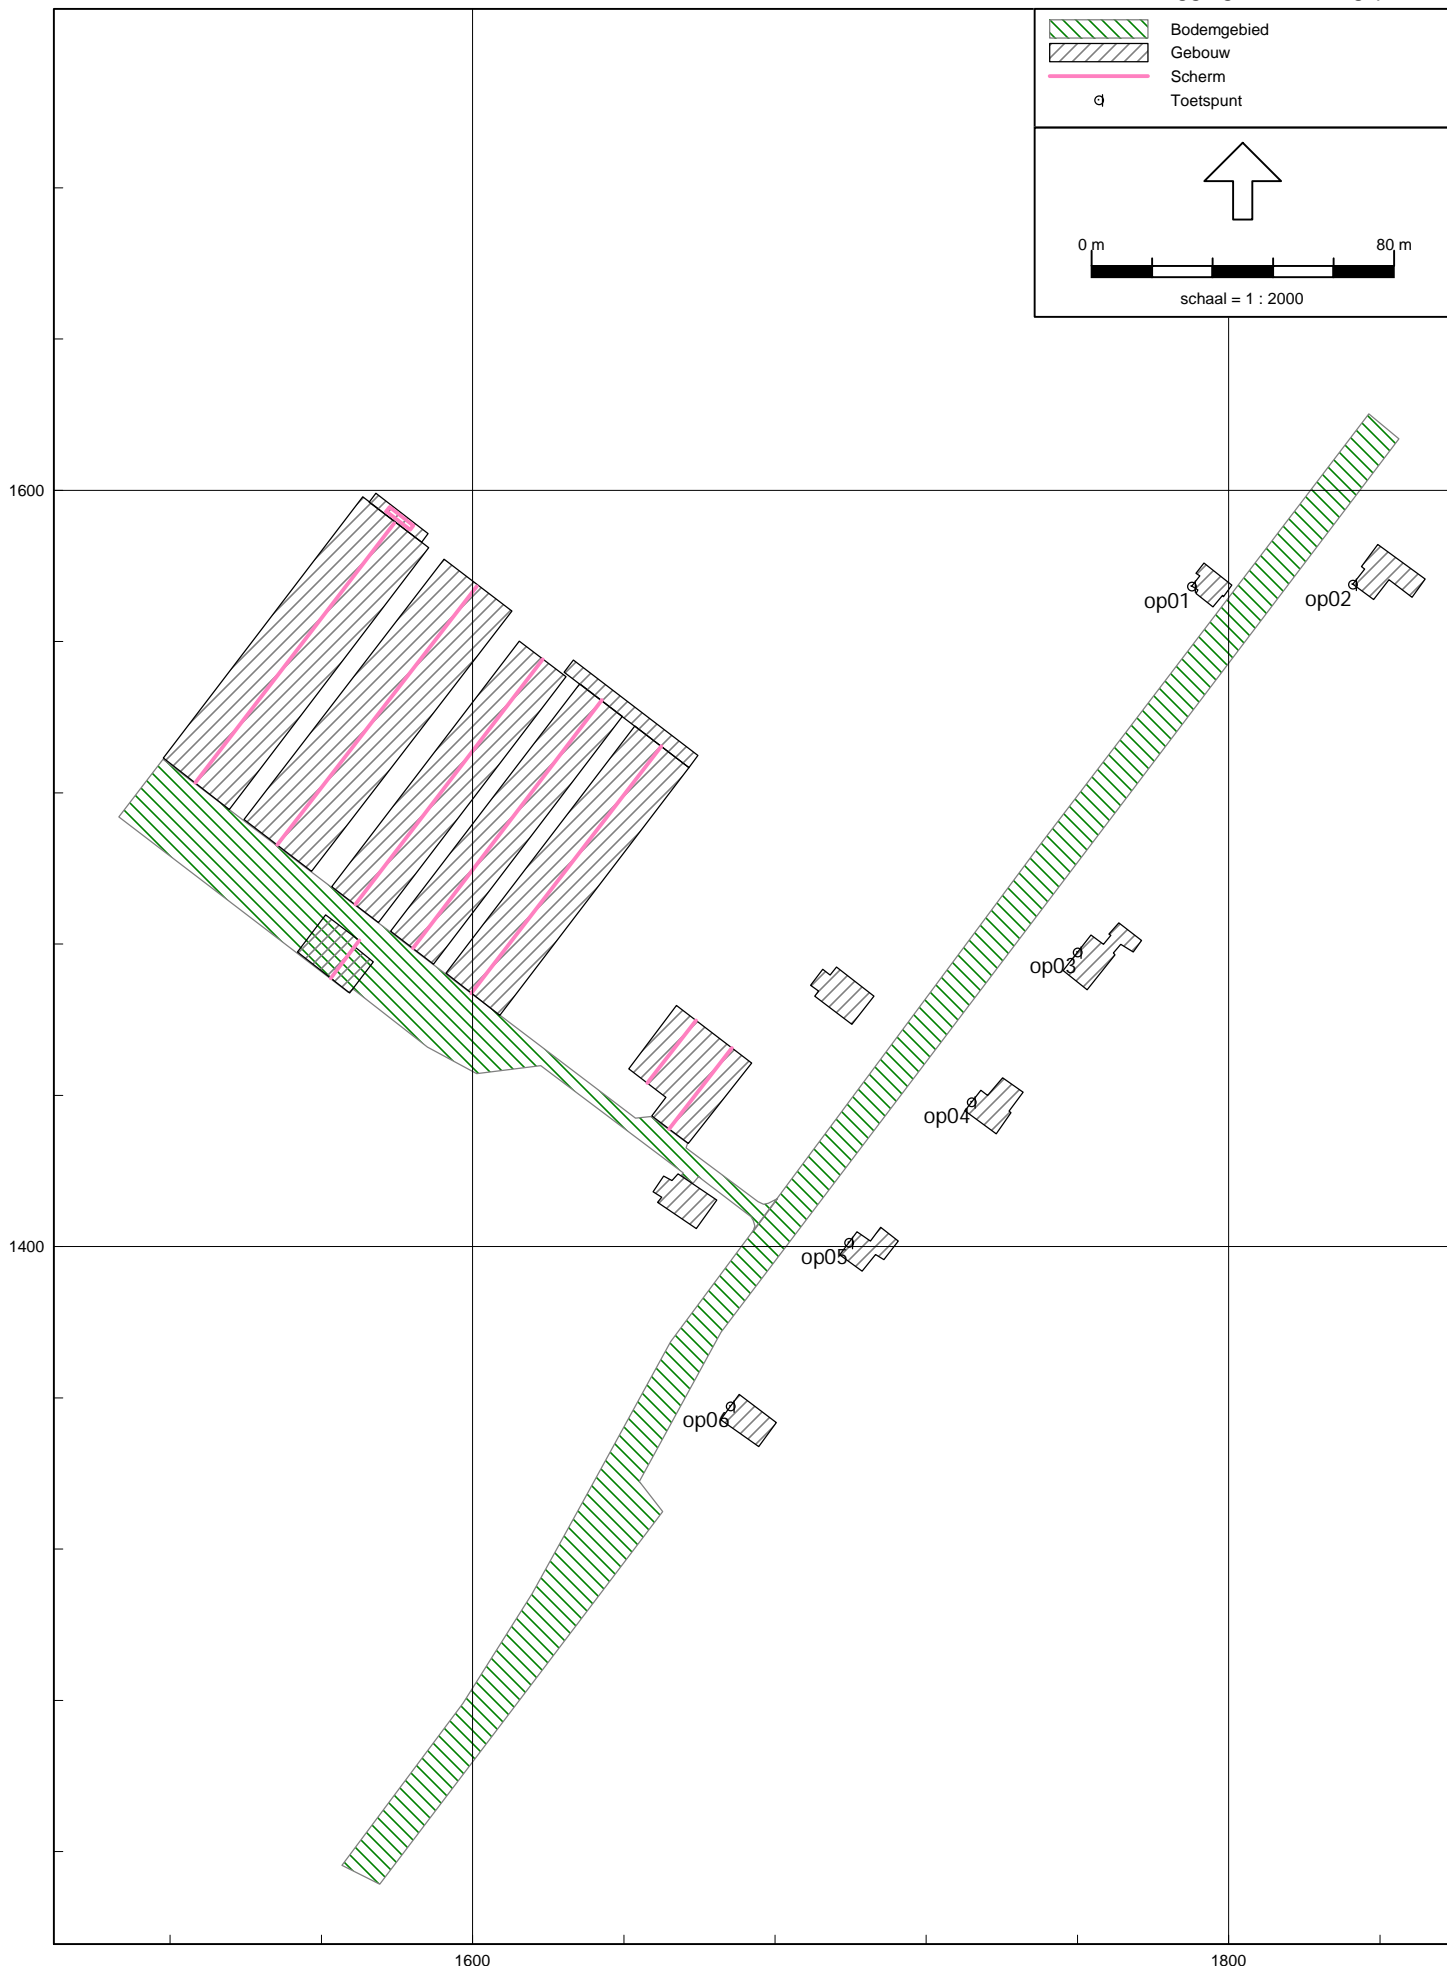 Bodemgebied
Gebouw
Scherm
Toetspunt
0 m 80 m
schaal = 1 : 2000
1600
op01
op02
op03
op04
1400
op05
op06
1600 1800